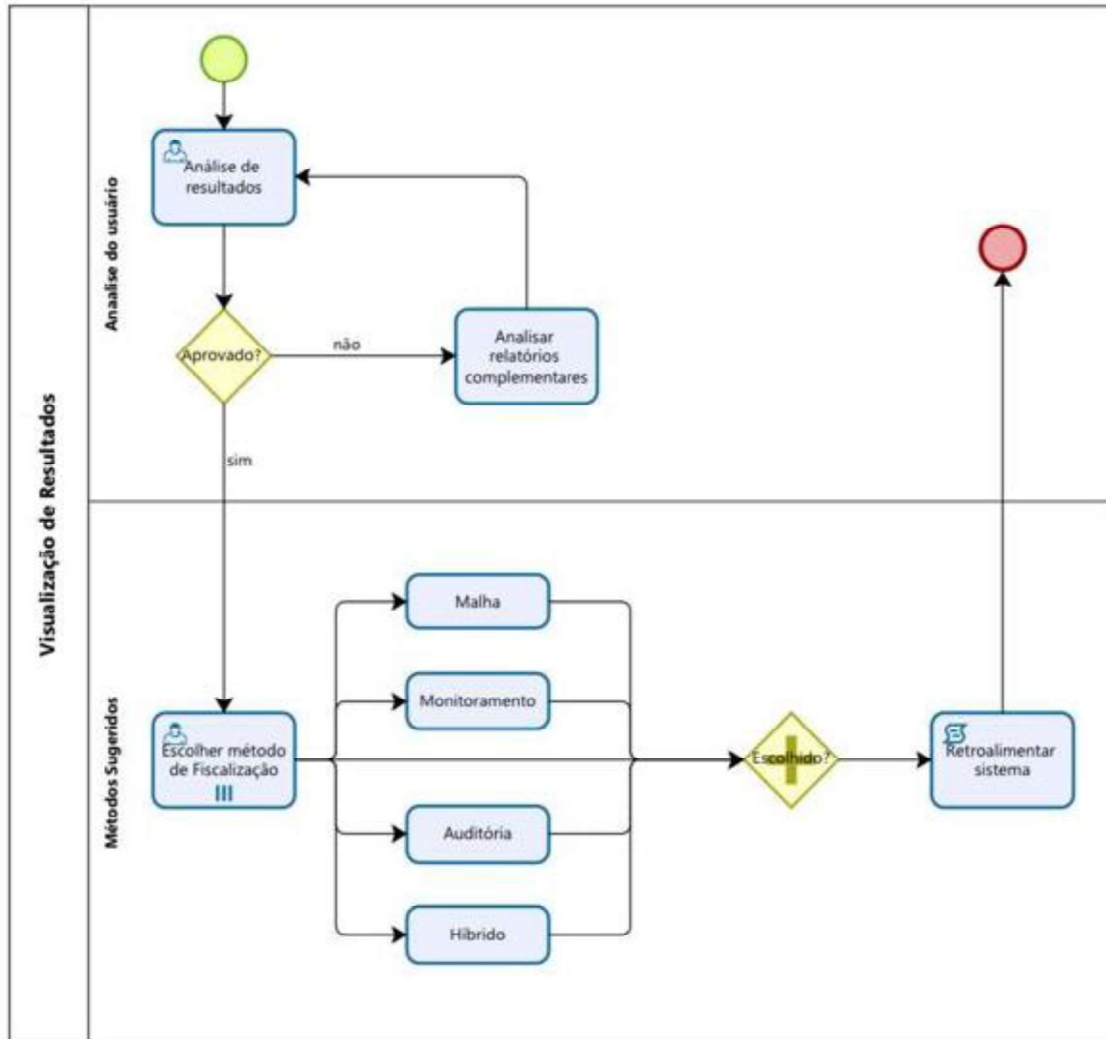 Visualização de Resultados
Anaalise do usuário
Análise de
resultados
Aprovado?
não
Analisar
relatórios
complementares
sim
Métodos Sugeridos
Escolher método
de Fiscalização
Malha
Monitoramento
Auditória
Híbrido
Escolhido?
Retroalimentar
sistema